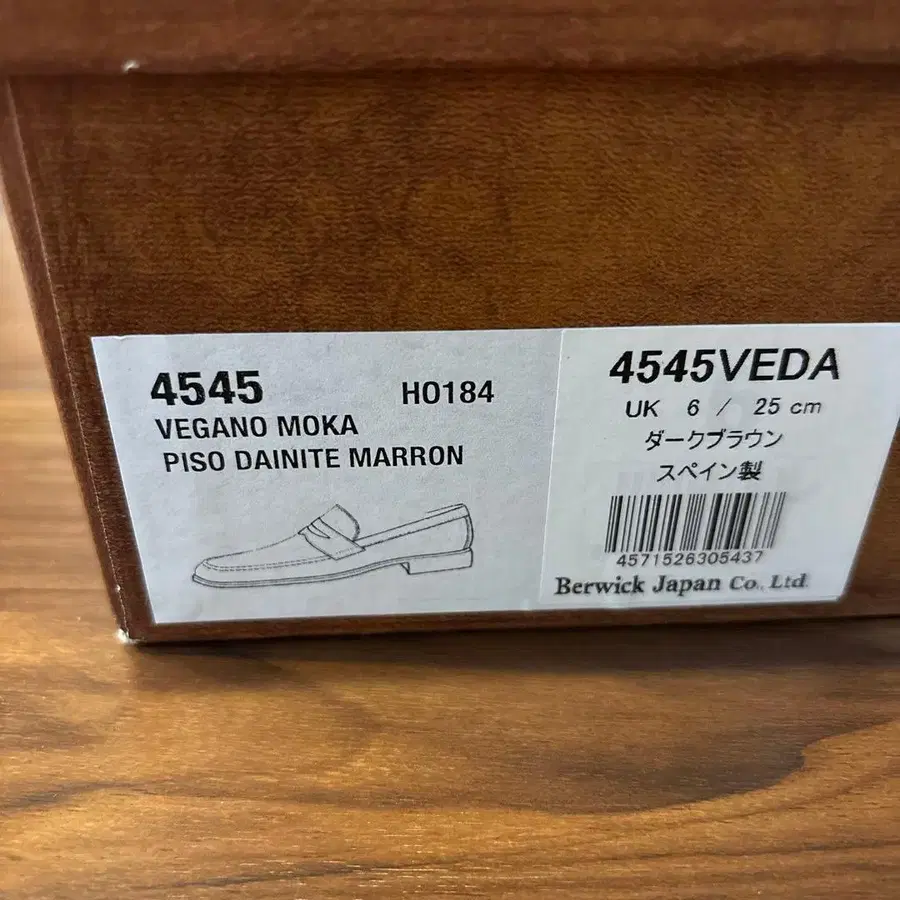 4545 HO184
VEGANO MOKA
PISO DAINITE MARRON
4545VEDA
UK 6 / 25 cm
ダークブラウン
スペイン製
4571526305437
Berwick Japan Co., Ltd.